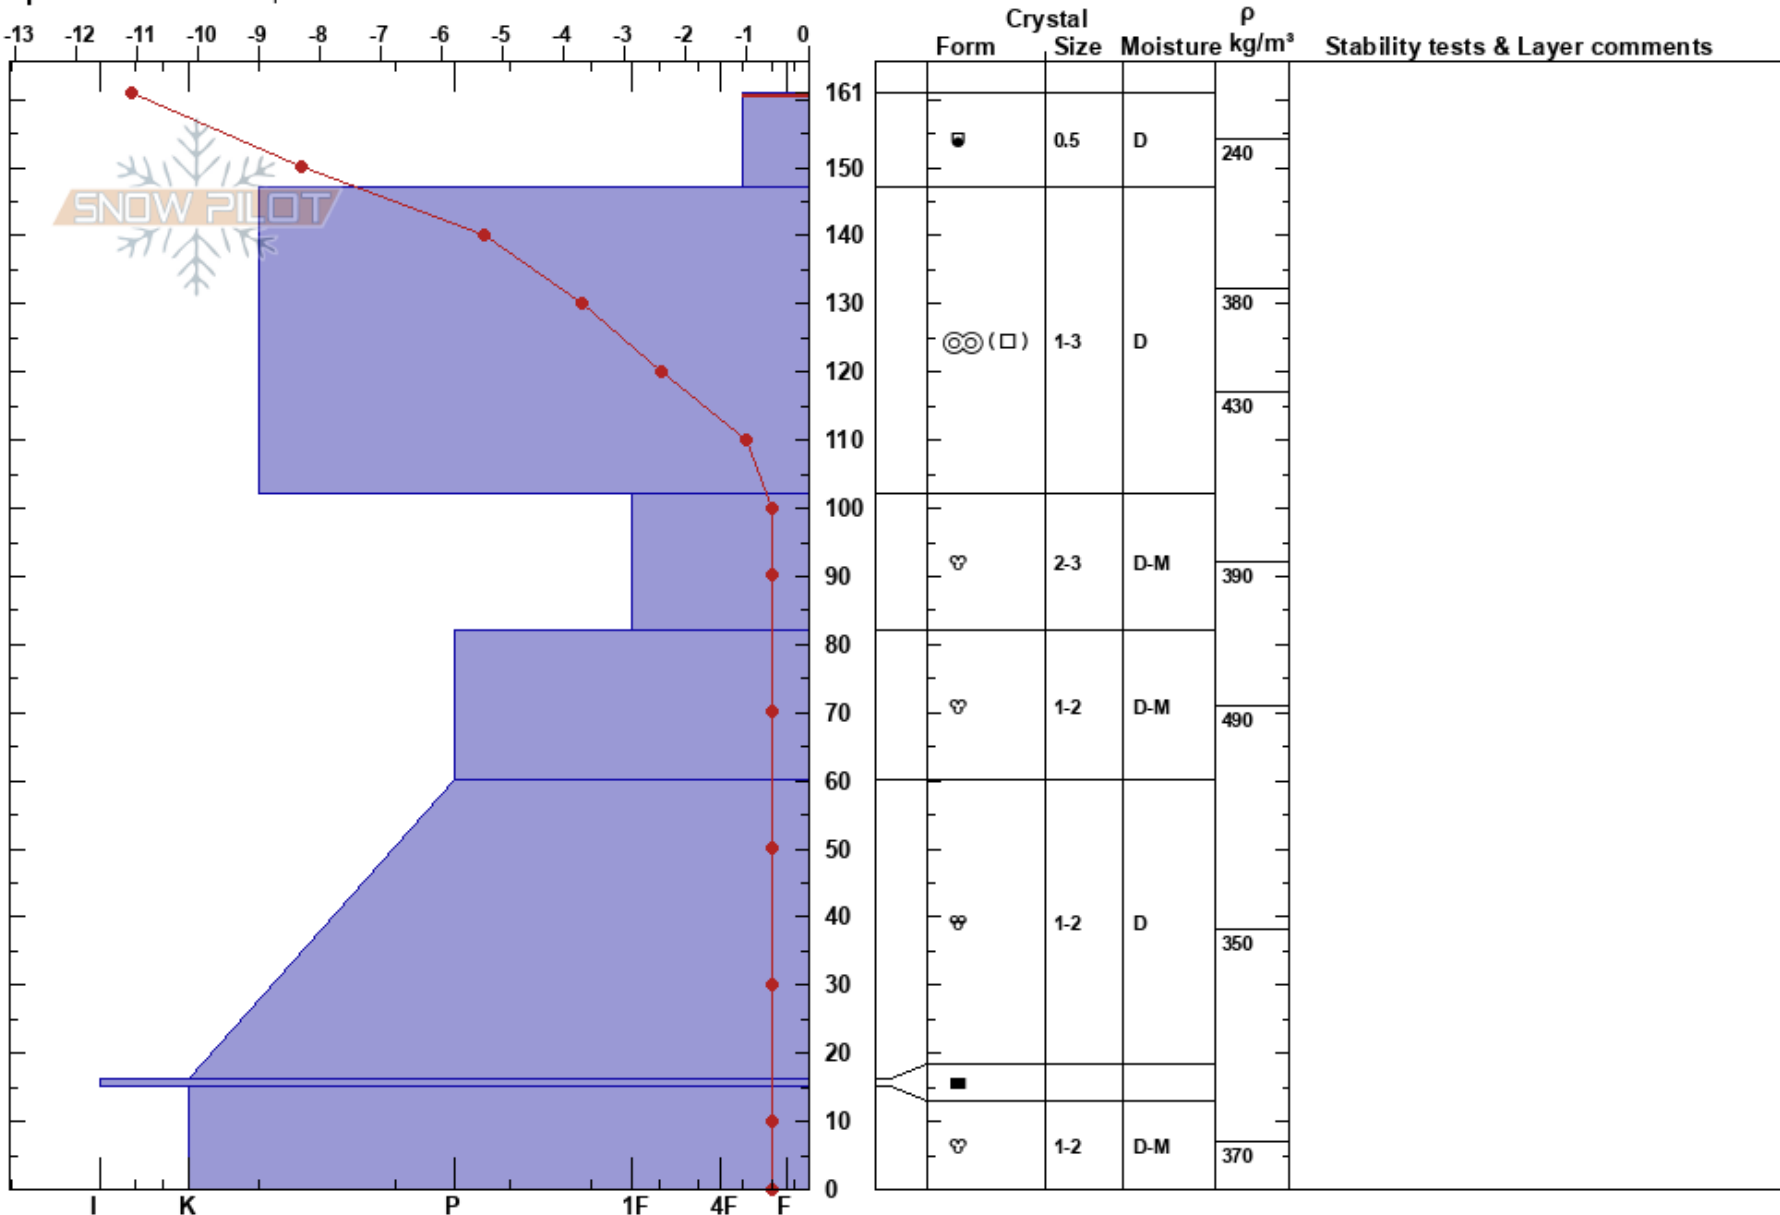 Crystal ρ
-13 -12 -11 -10 -9 -8 -7 -6 -5 -4 -3 -2 -1 0 Form Size Moisture kg/m³ Stability tests & Layer comments
161
0.5 D
240
150
SNOW PILOT
140
380
130
( ) 1-3 D
120
430
110
100
2-3 D-M
390
90
80
1-2 D-M
490
70
60
50
40
1-2 D
350
30
20
10
1-2 D-M
370
0
I K P 1F 4F F